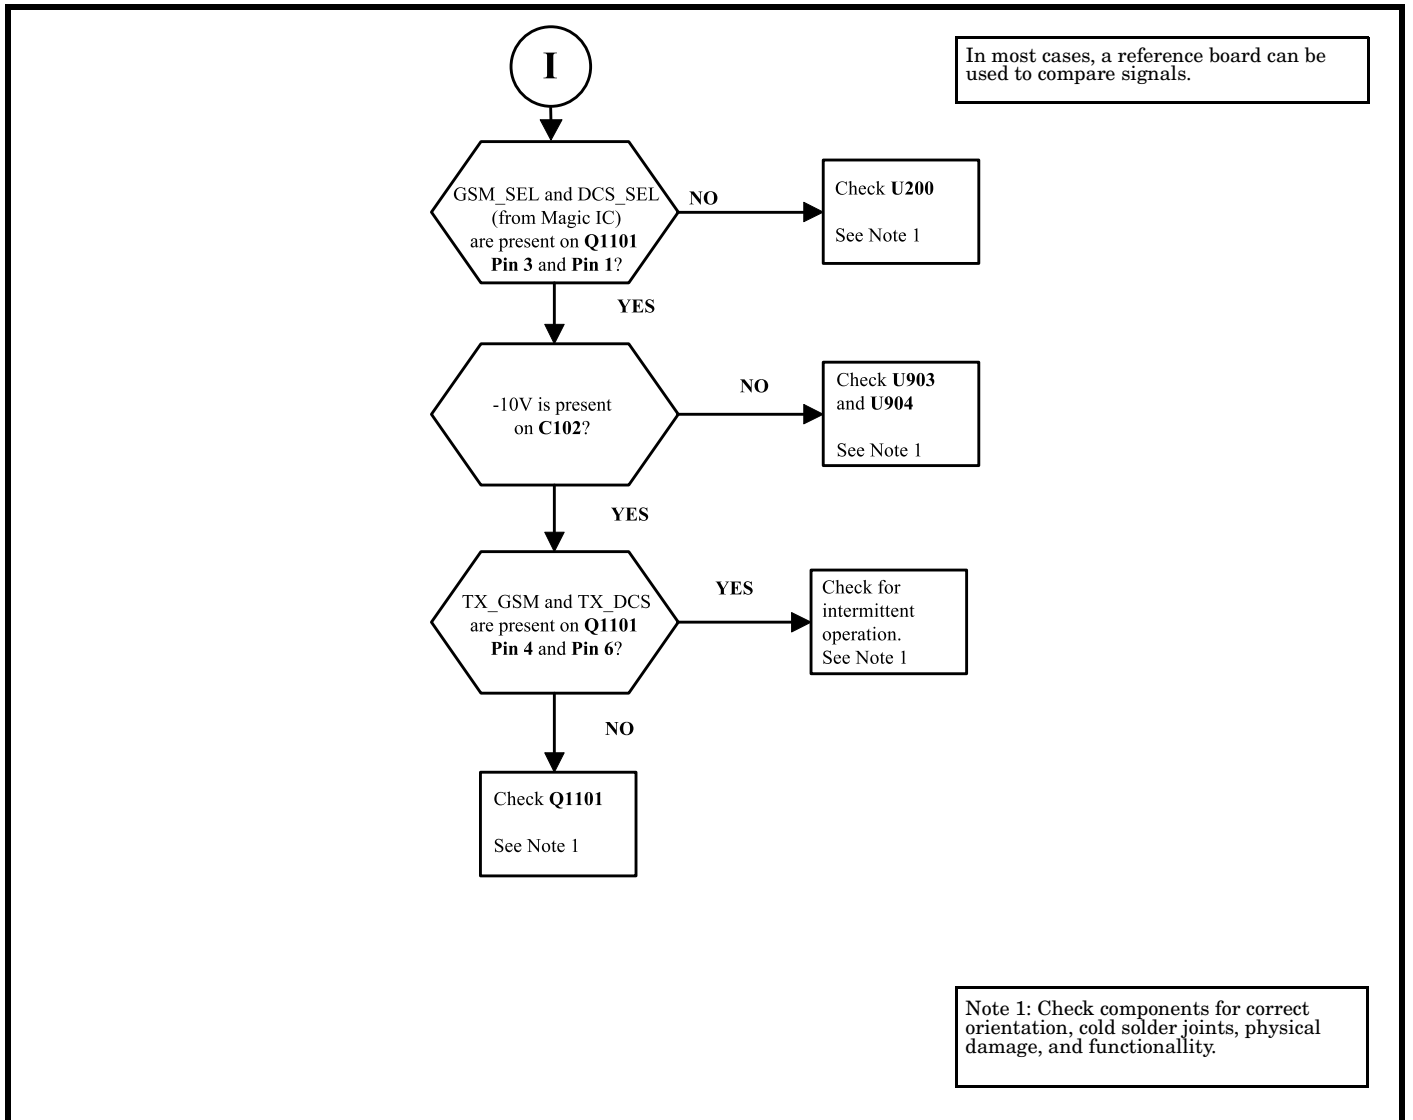 I
In most cases, a reference board can be
used to compare signals.
GSM_SEL and DCS_SEL
(from Magic IC)
are present on Q1101
Pin 3 and Pin 1?
NO
Check U200
See Note 1
YES
-10V is present
on C102?
NO
Check U903
and U904
See Note 1
YES
TX_GSM and TX_DCS
are present on Q1101
Pin 4 and Pin 6?
YES
Check for
intermittent
operation.
See Note 1
NO
Check Q1101
See Note 1
Note 1: Check components for correct
orientation, cold solder joints, physical
damage, and functionallity.